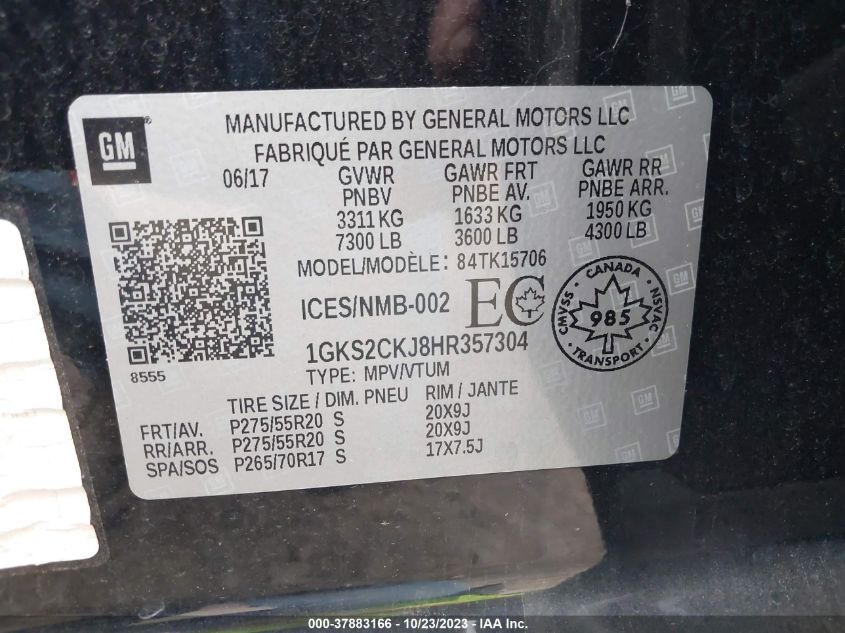 GM
MANUFACTURED BY GENERAL MOTORS LLC
FABRIQUÉ PAR GENERAL MOTORS LLC
06/17 GVWR GAWR FRT GAWR RR
PNBV PNBE AV. PNBE ARR.
3311 KG 1633 KG 1950 KG
7300 LB 3600 LB 4300 LB
MODEL/MODÈLE: 84TK15706
ICES/NMB-002 EC
CANADA
CMVSS 985 NSVAC
TRANSPORT
1GKS2CKJ8HR357304
8555
TYPE: MPV/VTUM
TIRE SIZE / DIM. PNEU RIM / JANTE
FRT/AV. P275/55R20 S 20X9J
RR/ARR. P275/55R20 S 20X9J
SPA/SOS P265/70R17 S 17X7.5J
000-37883166 - 10/23/2023 - IAA Inc.